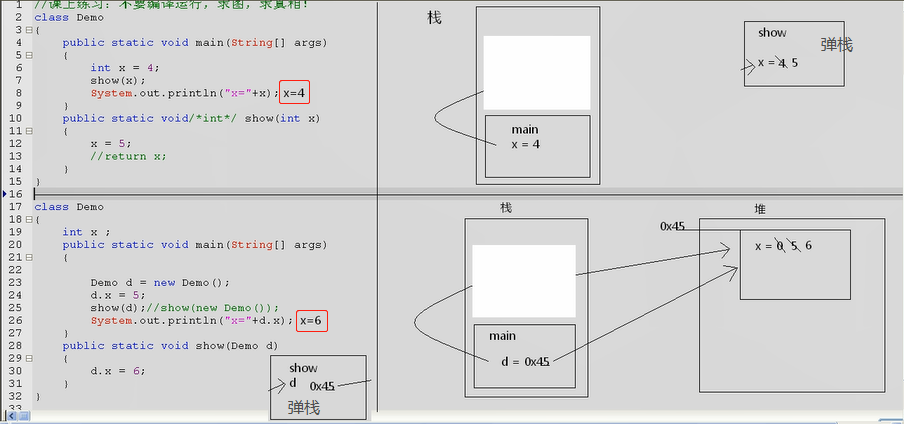 1 //课上练习：不要编译运行，求图，求真相！
2 class Demo
3 {
4 public static void main(String[] args)
5 {
6 int x = 4;
7 show(x);
8 System.out.println("x="+x); x=4
9 }
10 public static void/*int*/ show(int x)
11 {
12 x = 5;
13 //return x;
14 }
15 }
16
17 class Demo
18 {
19 int x ;
20 public static void main(String[] args)
21 {
22
23 Demo d = new Demo();
24 d.x = 5;
25 show(d);//show(new Demo());
26 System.out.println("x="+d.x); x=6
27 }
28 public static void show(Demo d)
29 {
30 d.x = 6;
31 }
32 }
33
show
d 0x45
弹栈
栈
main
x = 4
show
弹栈
x = 4 5
栈
main
d = 0x45
堆
0x45
x = 0 5 6